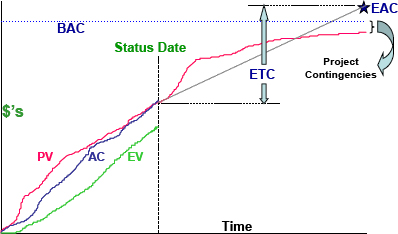 EAC
BAC
Status Date
Project
Contingencies
ETC
$'s
PV
AC
EV
Time